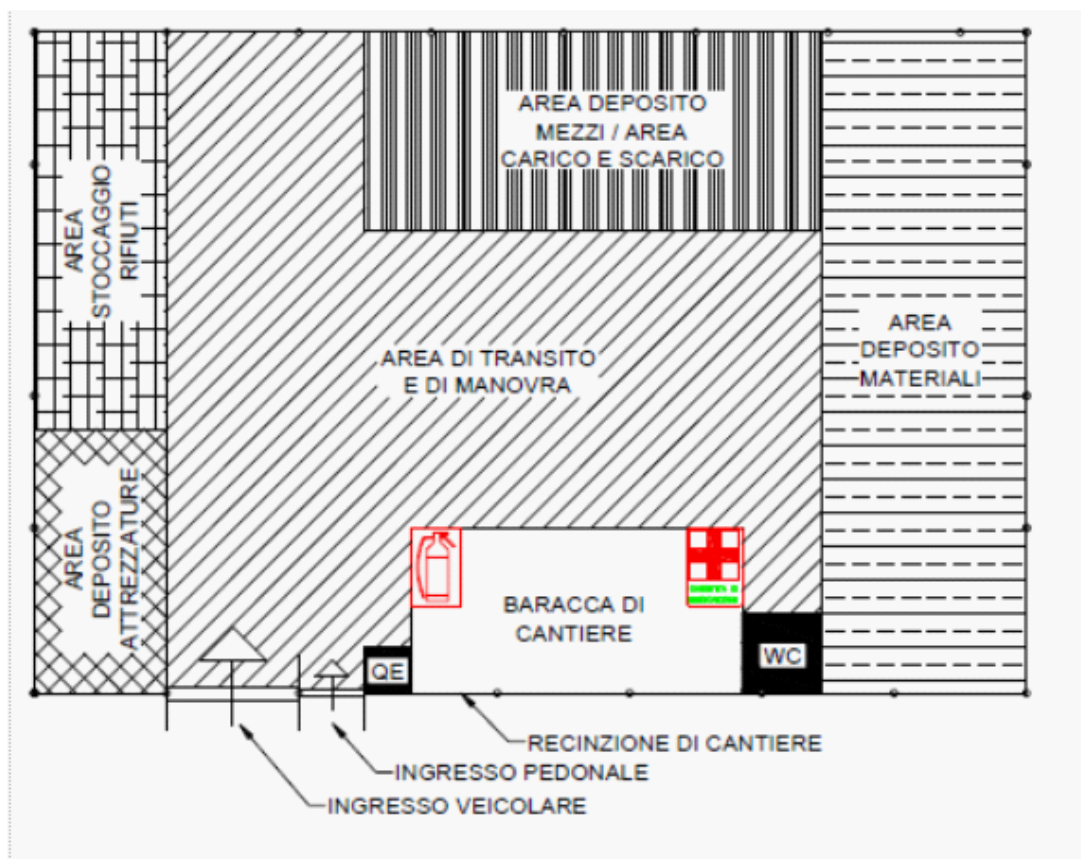 AREA DEPOSITO
MEZZI / AREA
CARICO E SCARICO
AREA
STOCCAGGIO
RIFIUTI
AREA DI TRANSITO
E DI MANOVRA
AREA
DEPOSITO
MATERIALI
AREA
DEPOSITO
ATTREZZATURE
BARACCA DI
CANTIERE
QE
WC
RECINZIONE DI CANTIERE
INGRESSO PEDONALE
INGRESSO VEICOLARE